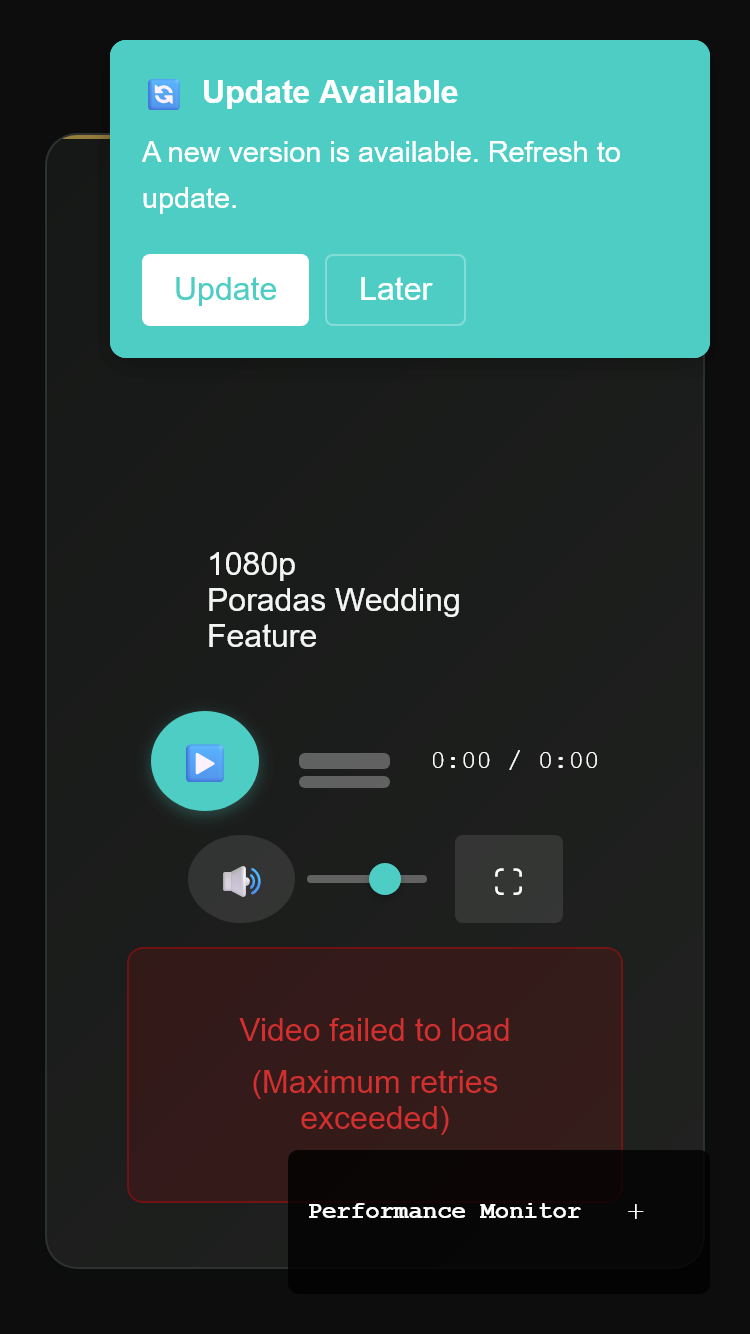 Update Available
A new version is available. Refresh to
update.
Update
Later
1080p
Poradas Wedding
Feature
0:00 / 0:00
Video failed to load
(Maximum retries
exceeded)
Performance Monitor +